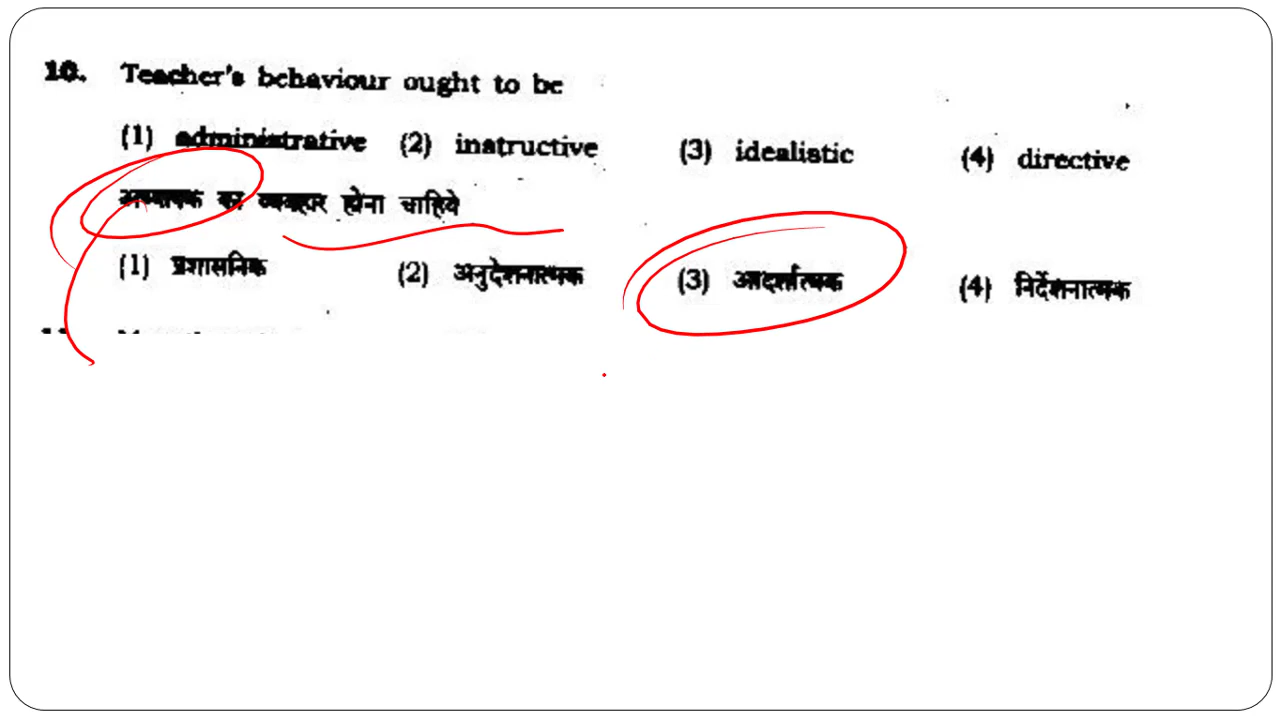 10. Teacher's behaviour ought to be
(1) administrative (2) instructive (3) idealistic (4) directive
अध्यापक का व्यवहार होना चाहिये
(1) प्रशासनिक (2) अनुदेशनात्मक (3) आदर्शात्मक (4) निर्देशनात्मक